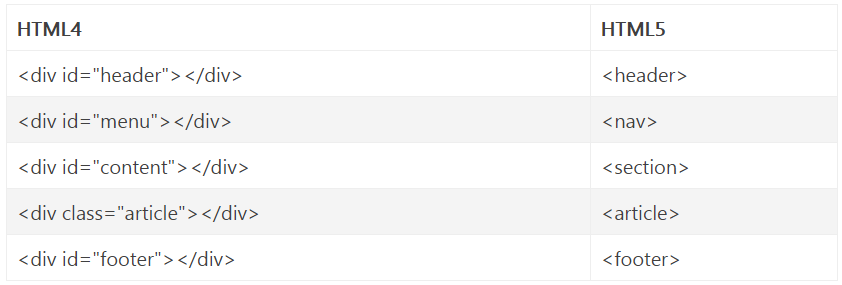 HTML4 HTML5
<div id="header"></div> <header>
<div id="menu"></div> <nav>
<div id="content"></div> <section>
<div class="article"></div> <article>
<div id="footer"></div> <footer>